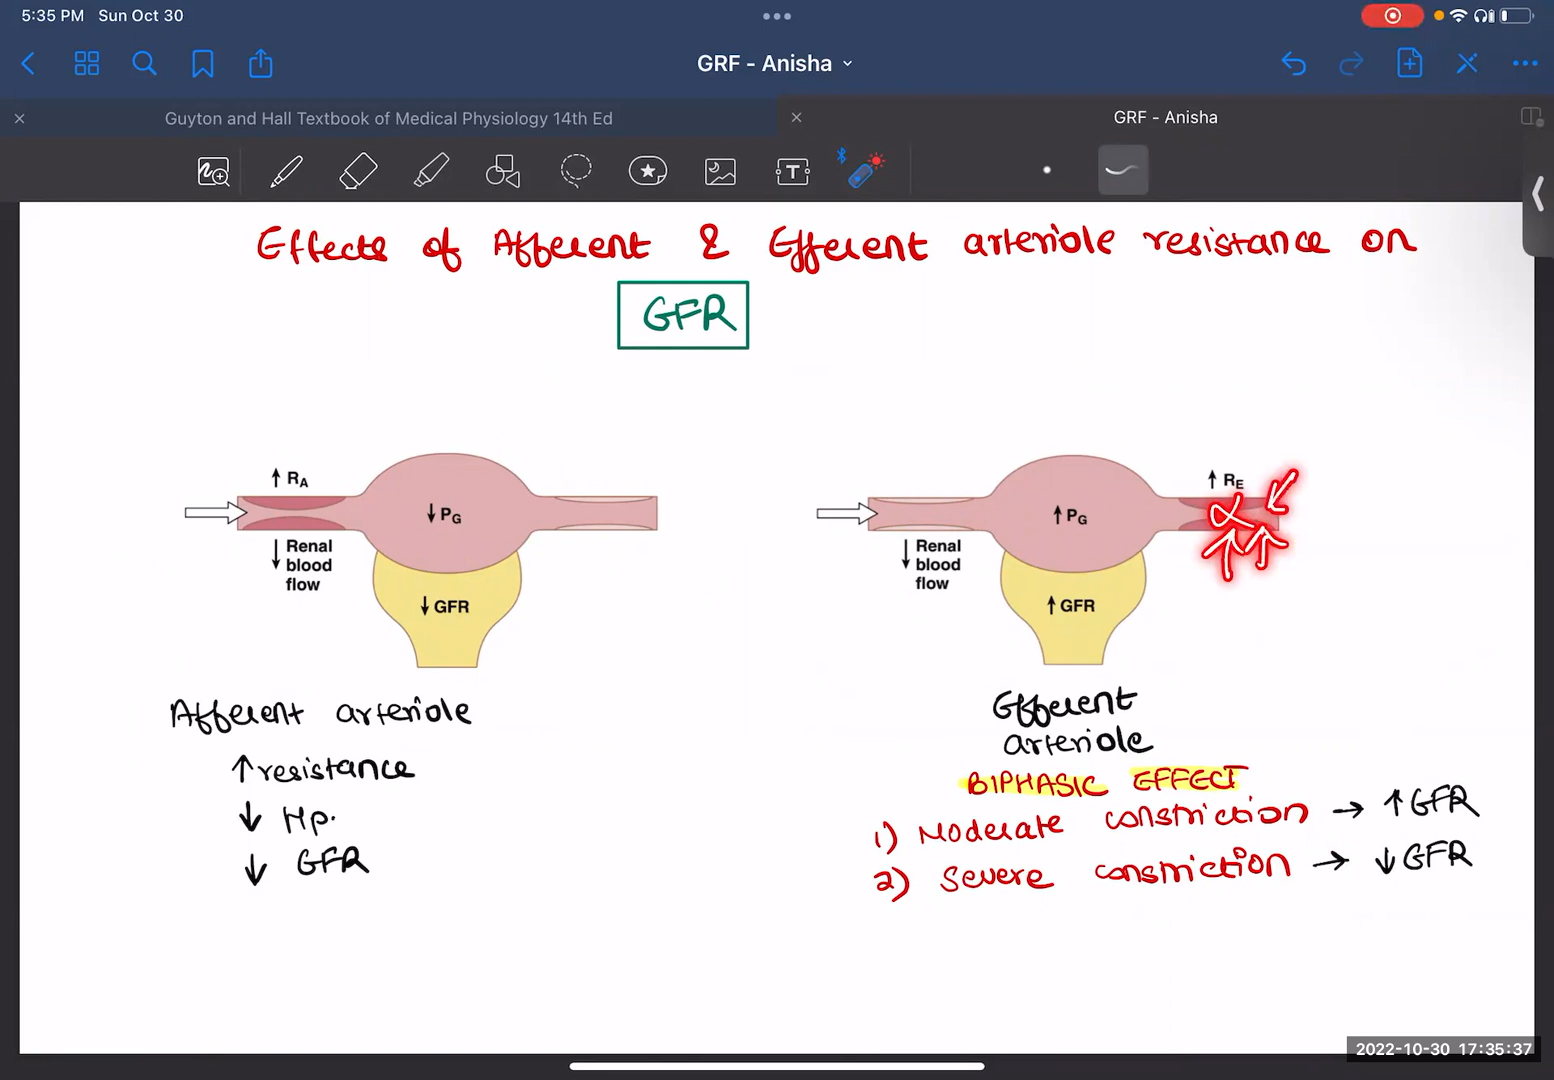 5:35 PM Sun Oct 30
GRF - Anisha
Guyton and Hall Textbook of Medical Physiology 14th Ed
GRF - Anisha
Effects of Afferent & Efferent arteriole resistance on
GFR
↑ RA
↓ PG
↓ Renal
blood
flow
↓ GFR
Afferent arteriole
↑ resistance
↓ Hp.
↓ GFR
↑ RE
↑ PG
↓ Renal
blood
flow
↑ GFR
Efferent
arteriole
BIPHASIC EFFECT
1) Moderate constriction → ↑ GFR
2) Severe constriction → ↓ GFR
2022-10-30 17:35:37